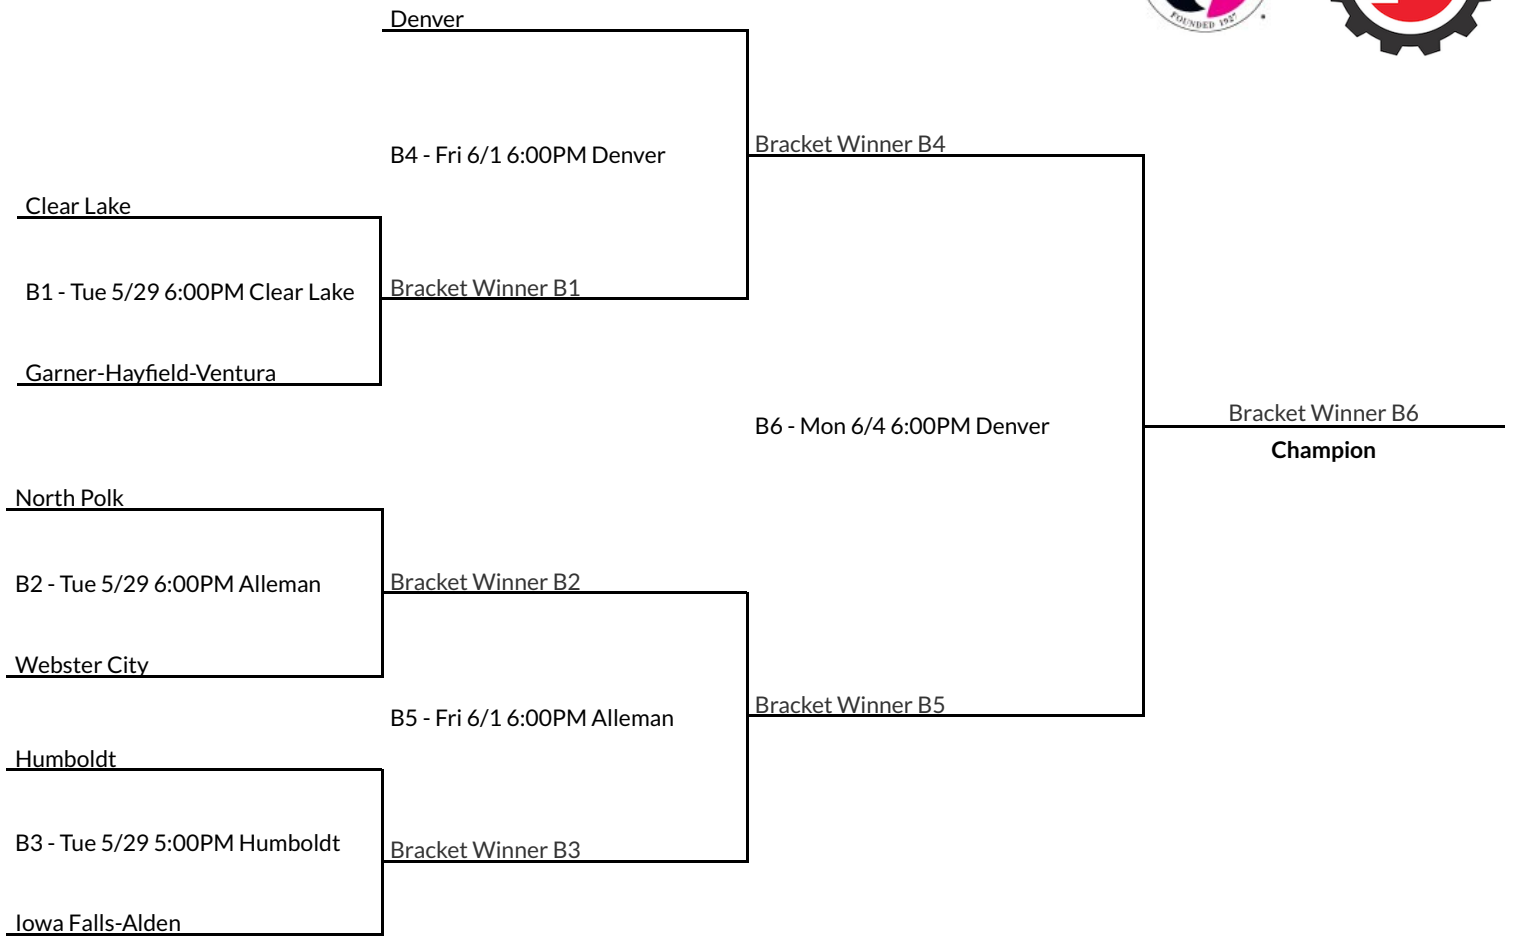 Denver
FOUNDED 1927
B4 - Fri 6/1 6:00PM Denver
Bracket Winner B4
Clear Lake
B1 - Tue 5/29 6:00PM Clear Lake
Bracket Winner B1
Garner-Hayfield-Ventura
B6 - Mon 6/4 6:00PM Denver
Bracket Winner B6
Champion
North Polk
B2 - Tue 5/29 6:00PM Alleman
Bracket Winner B2
Webster City
B5 - Fri 6/1 6:00PM Alleman
Bracket Winner B5
Humboldt
B3 - Tue 5/29 5:00PM Humboldt
Bracket Winner B3
Iowa Falls-Alden